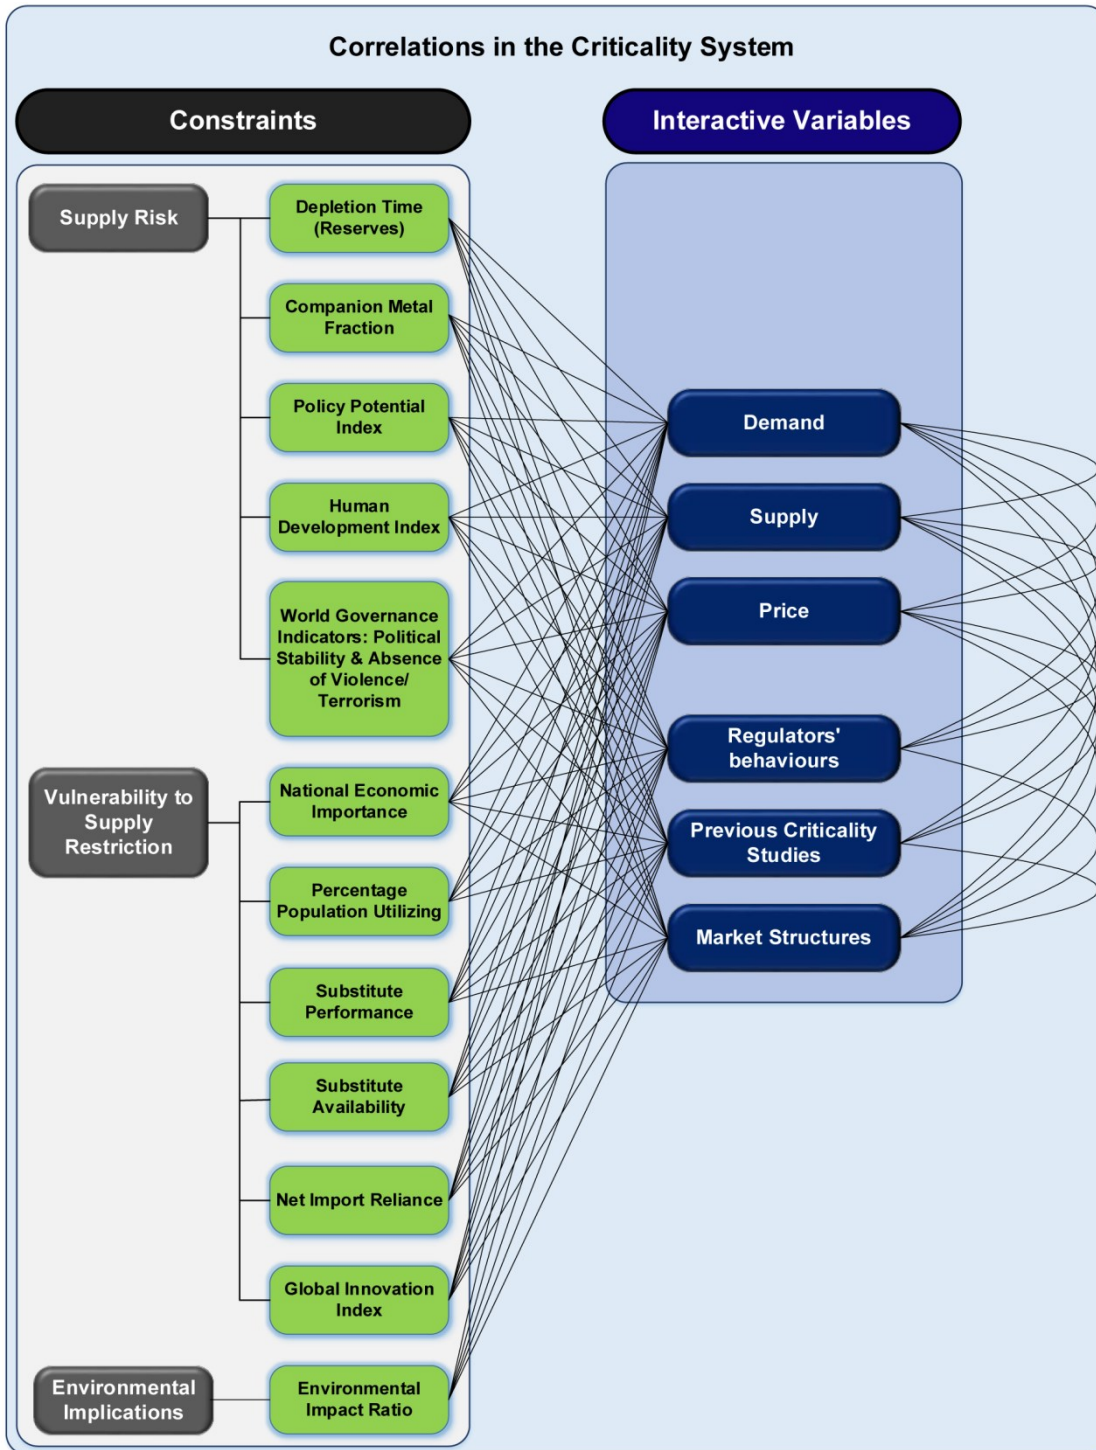 Correlations in the Criticality System
Constraints
Interactive Variables
Supply Risk
Depletion Time
(Reserves)
Companion Metal
Fraction
Policy Potential
Index
Human
Development Index
World Governance
Indicators: Political
Stability & Absence
of Violence/
Terrorism
Vulnerability to
Supply
Restriction
National Economic
Importance
Percentage
Population Utilizing
Substitute
Performance
Substitute
Availability
Net Import Reliance
Global Innovation
Index
Environmental
Implications
Environmental
Impact Ratio
Demand
Supply
Price
Regulators'
behaviours
Previous Criticality
Studies
Market Structures